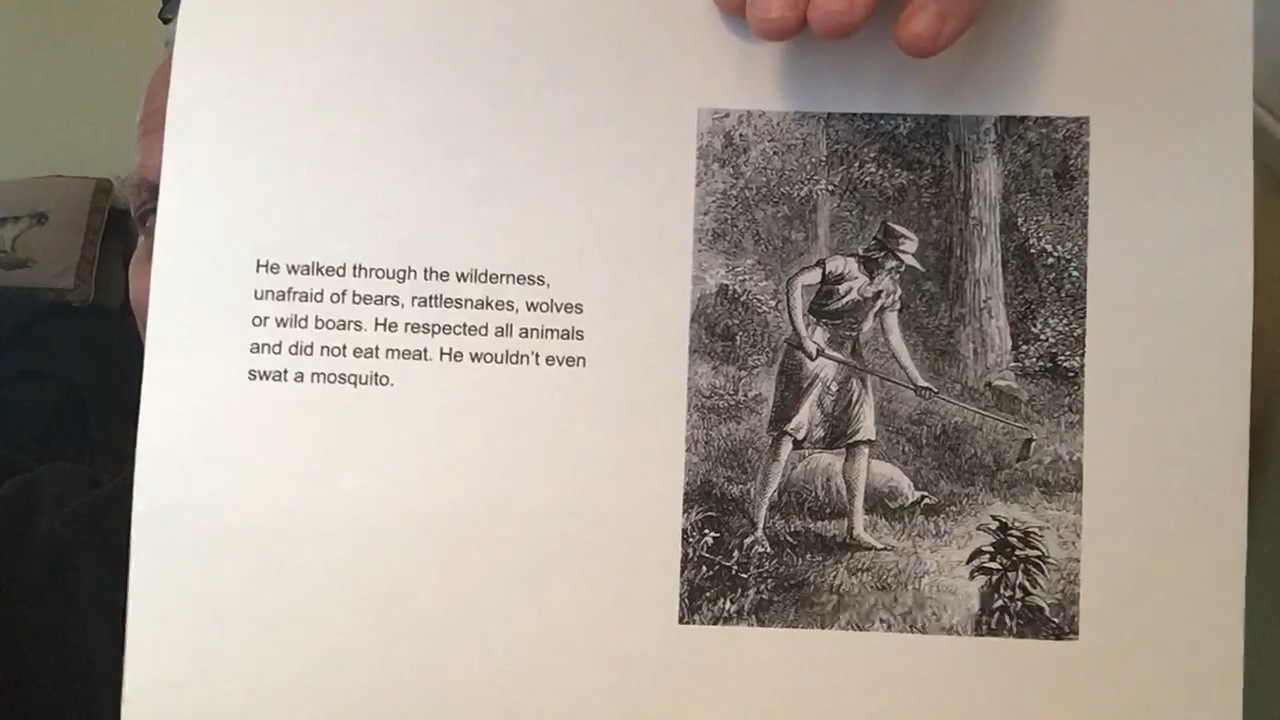 He walked through the wilderness,
unafraid of bears, rattlesnakes, wolves
or wild boars. He respected all animals
and did not eat meat. He wouldn't even
swat a mosquito.